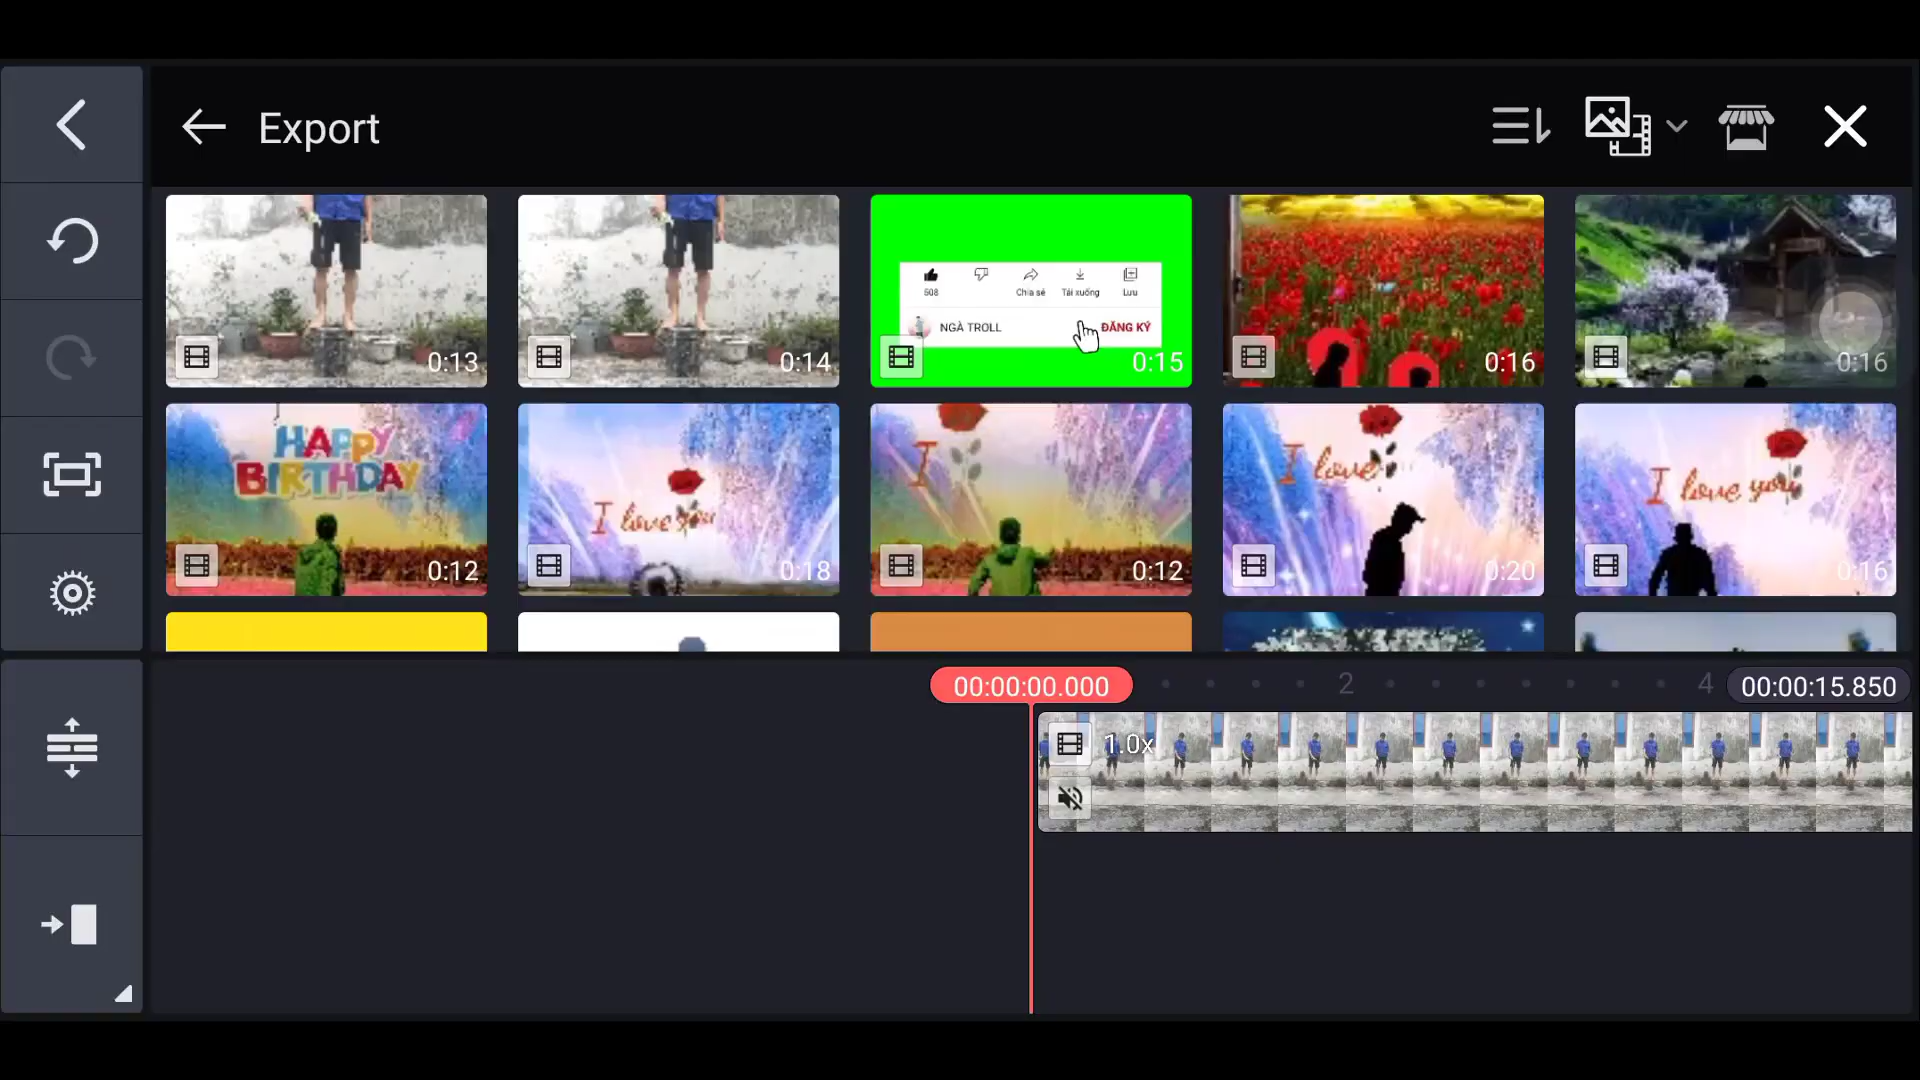 Export
0:13
0:14
508
Chia sẻ
Tải xuống
Lưu
NGÀ TROLL
ĐĂNG KÝ
0:15
0:16
0:16
HAPPY
BIRTHDAY
0:12
I love you
0:18
I
0:12
I love
0:20
I love you
0:16
00:00:00.000
2
4
00:00:15.850
1.0x